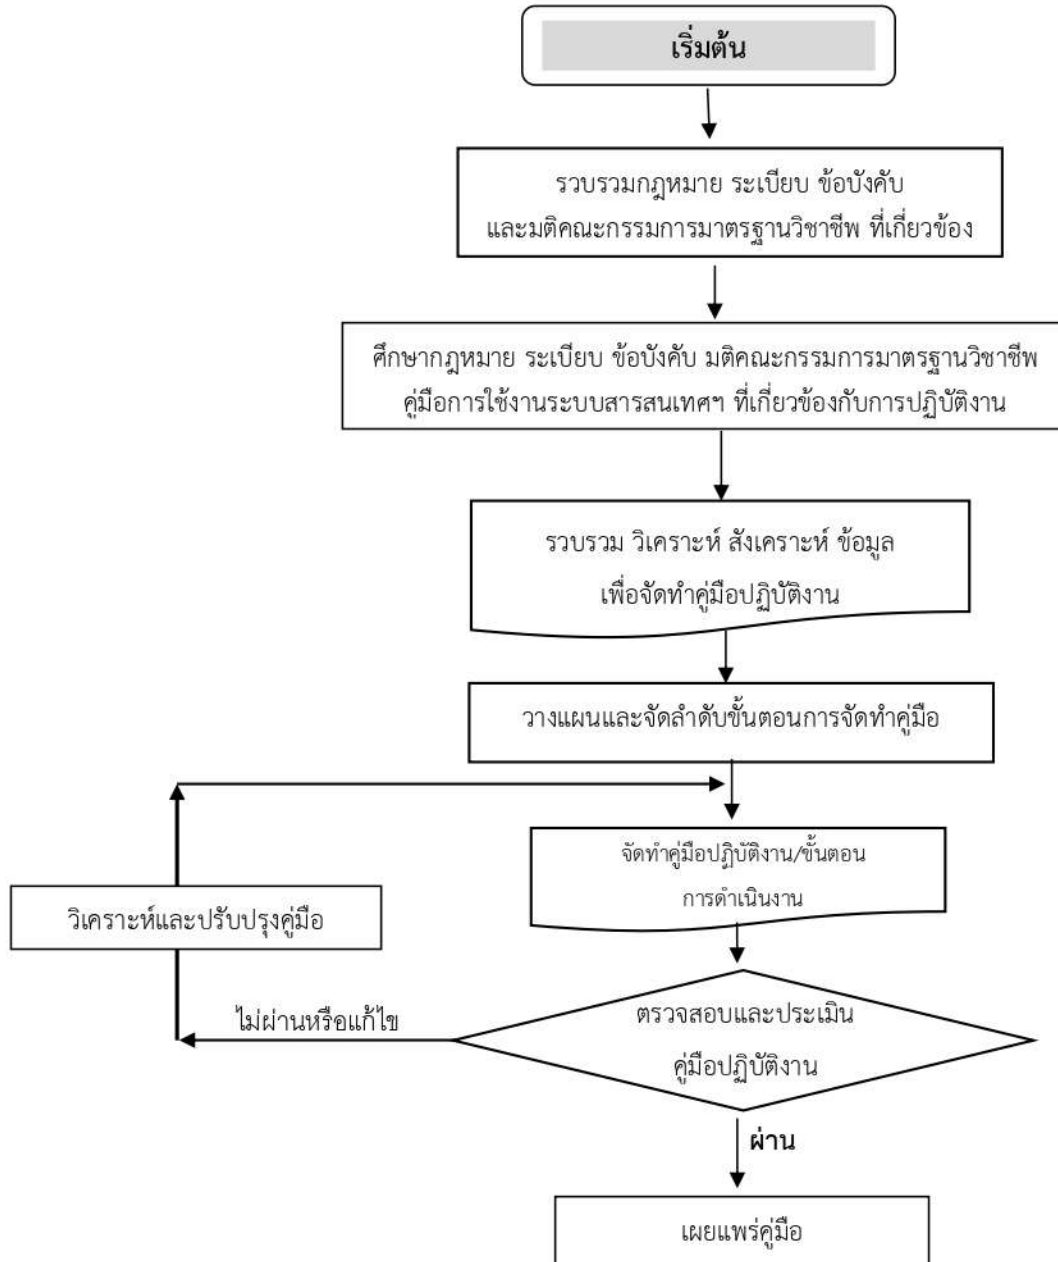 เริ่มต้น
รวบรวมกฎหมาย ระเบียบ ข้อบังคับ
และมติคณะกรรมการมาตรฐานวิชาชีพ ที่เกี่ยวข้อง
ศึกษากฎหมาย ระเบียบ ข้อบังคับ มติคณะกรรมการมาตรฐานวิชาชีพ
คู่มือการใช้งานระบบสารสนเทศฯ ที่เกี่ยวข้องกับการปฏิบัติงาน
รวบรวม วิเคราะห์ สังเคราะห์ ข้อมูล
เพื่อจัดทำคู่มือปฏิบัติงาน
วางแผนและจัดลำดับขั้นตอนการจัดทำคู่มือ
จัดทำคู่มือปฏิบัติงาน/ขั้นตอน
การดำเนินงาน
วิเคราะห์และปรับปรุงคู่มือ
ไม่ผ่านหรือแก้ไข
ตรวจสอบและประเมิน
คู่มือปฏิบัติงาน
ผ่าน
เผยแพร่คู่มือ